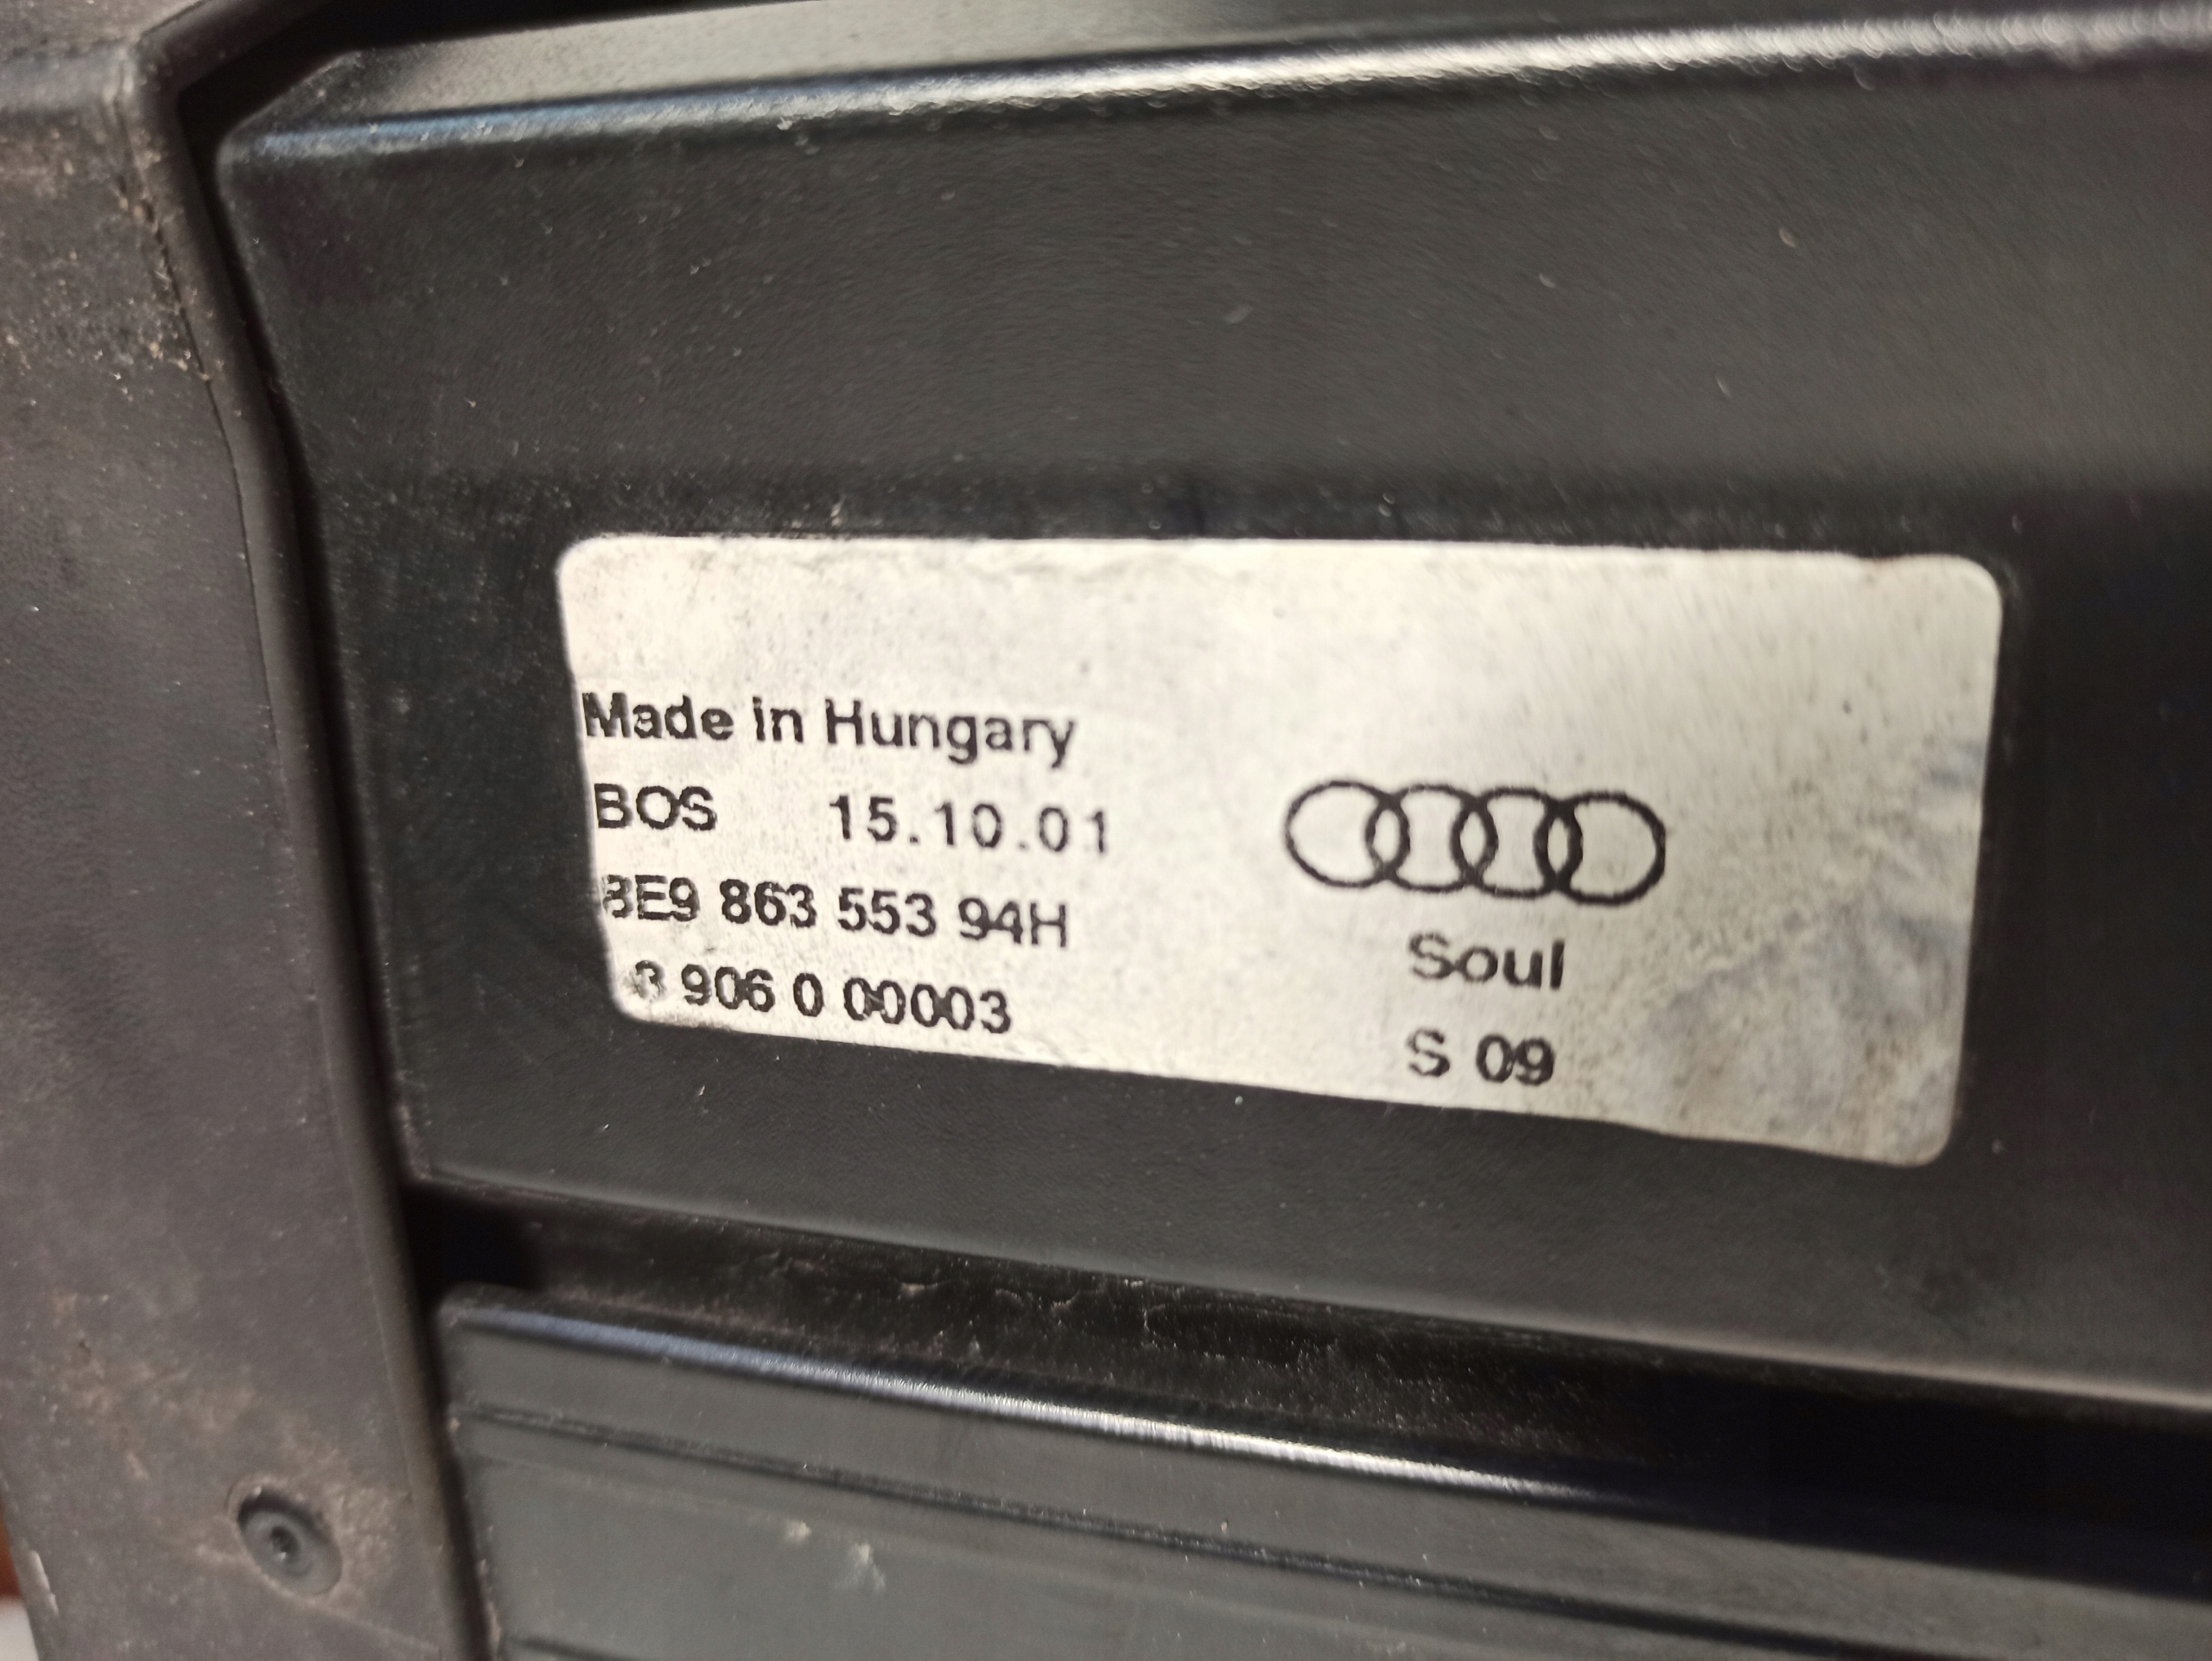 Made in Hungary
BOS 15.10.01
8E9 863 553 94H
906 0 00003
Soul
S 09